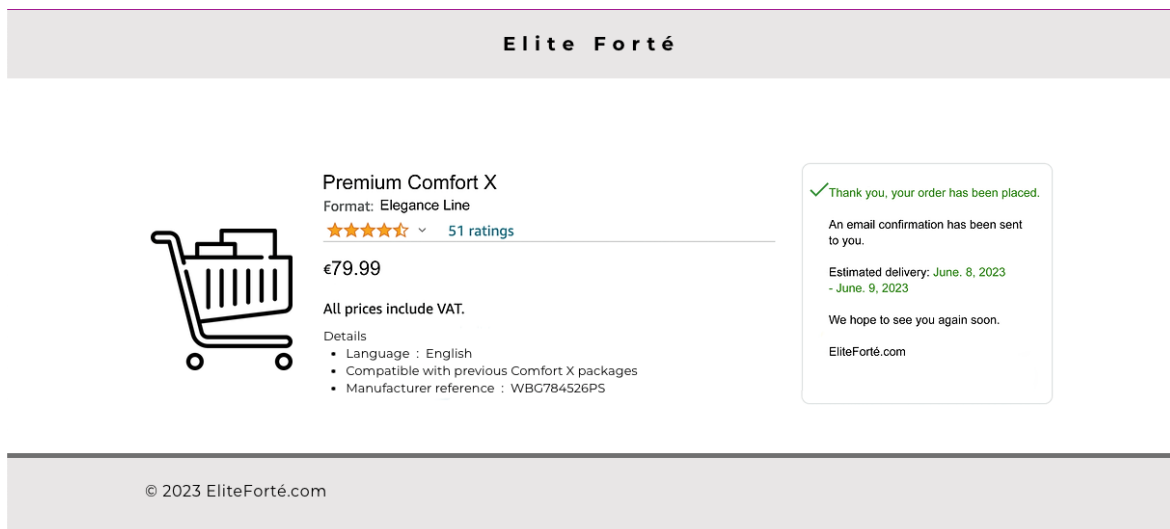 Elite Forté
Premium Comfort X
Format: Elegance Line
51 ratings
€79.99
All prices include VAT.
Details
• Language : English
• Compatible with previous Comfort X packages
• Manufacturer reference : WBG784526PS
Thank you, your order has been placed.
An email confirmation has been sent
to you.
Estimated delivery: June. 8, 2023
- June. 9, 2023
We hope to see you again soon.
EliteForté.com
© 2023 EliteForté.com